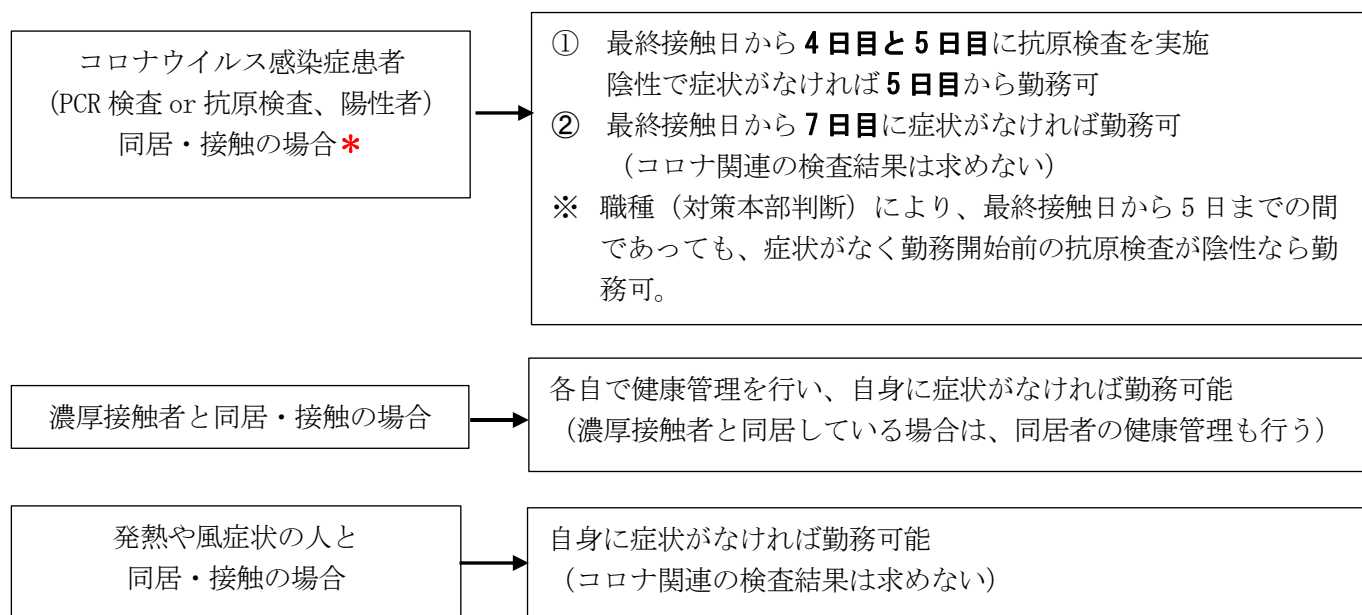 コロナウイルス感染症患者
(PCR 検査 or 抗原検査、陽性者)
同居・接触の場合*
① 最終接触日から 4 日目と 5 日目に抗原検査を実施
陰性で症状がなければ 5 日目から勤務可
② 最終接触日から 7 日目に症状がなければ勤務可
（コロナ関連の検査結果は求めない）
※ 職種（対策本部判断）により、最終接触日から 5 日までの間
であっても、症状がなく勤務開始前の抗原検査が陰性なら勤
務可。
濃厚接触者と同居・接触の場合
各自で健康管理を行い、自身に症状がなければ勤務可能
（濃厚接触者と同居している場合は、同居者の健康管理も行う）
発熱や風症状の人と
同居・接触の場合
自身に症状がなければ勤務可能
（コロナ関連の検査結果は求めない）